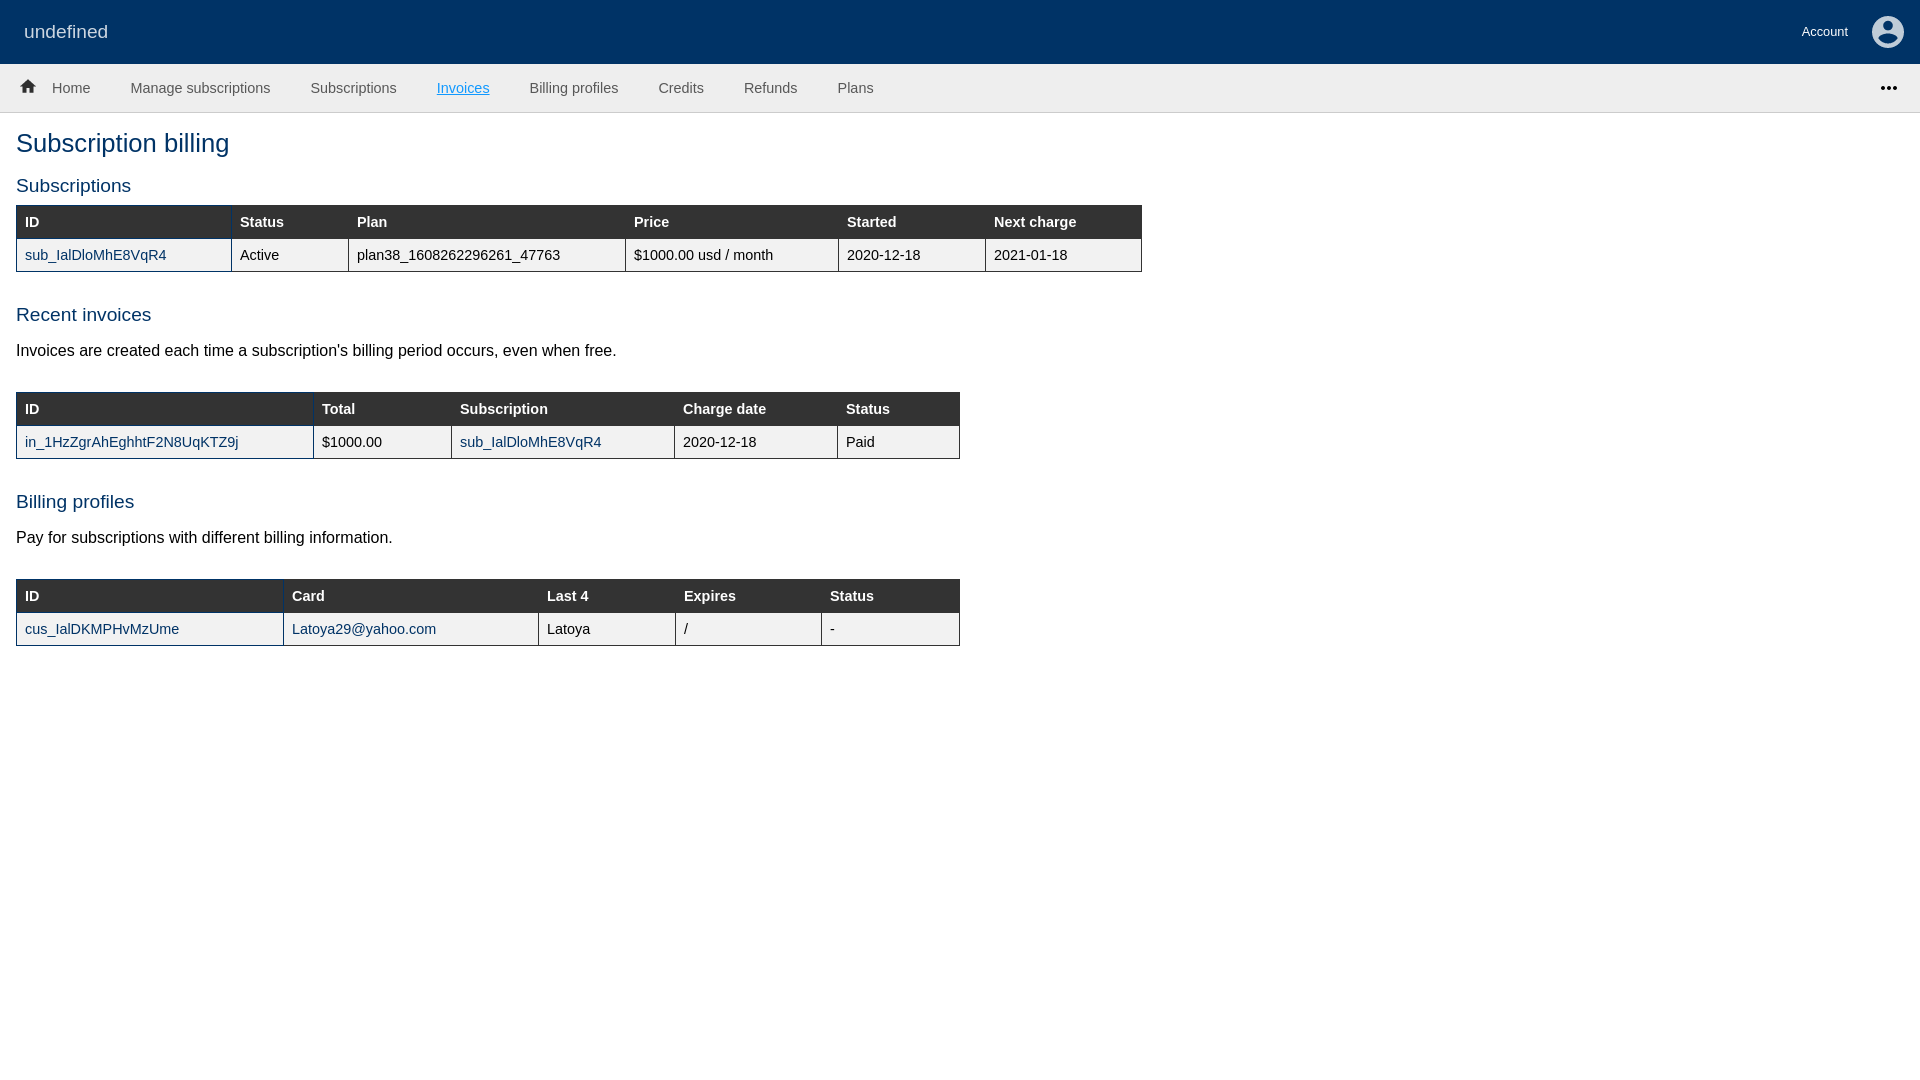 undefined
Account
Home Manage subscriptions Subscriptions Invoices Billing profiles Credits Refunds Plans
Subscription billing
Subscriptions
ID Status Plan Price Started Next charge
sub_IalDloMhE8VqR4 Active plan38_1608262296261_47763 $1000.00 usd / month 2020-12-18 2021-01-18
Recent invoices
Invoices are created each time a subscription's billing period occurs, even when free.
ID Total Subscription Charge date Status
in_1HzZgrAhEghhtF2N8UqKTZ9j $1000.00 sub_IalDloMhE8VqR4 2020-12-18 Paid
Billing profiles
Pay for subscriptions with different billing information.
ID Card Last 4 Expires Status
cus_IalDKMPHvMzUme Latoya29@yahoo.com Latoya / -